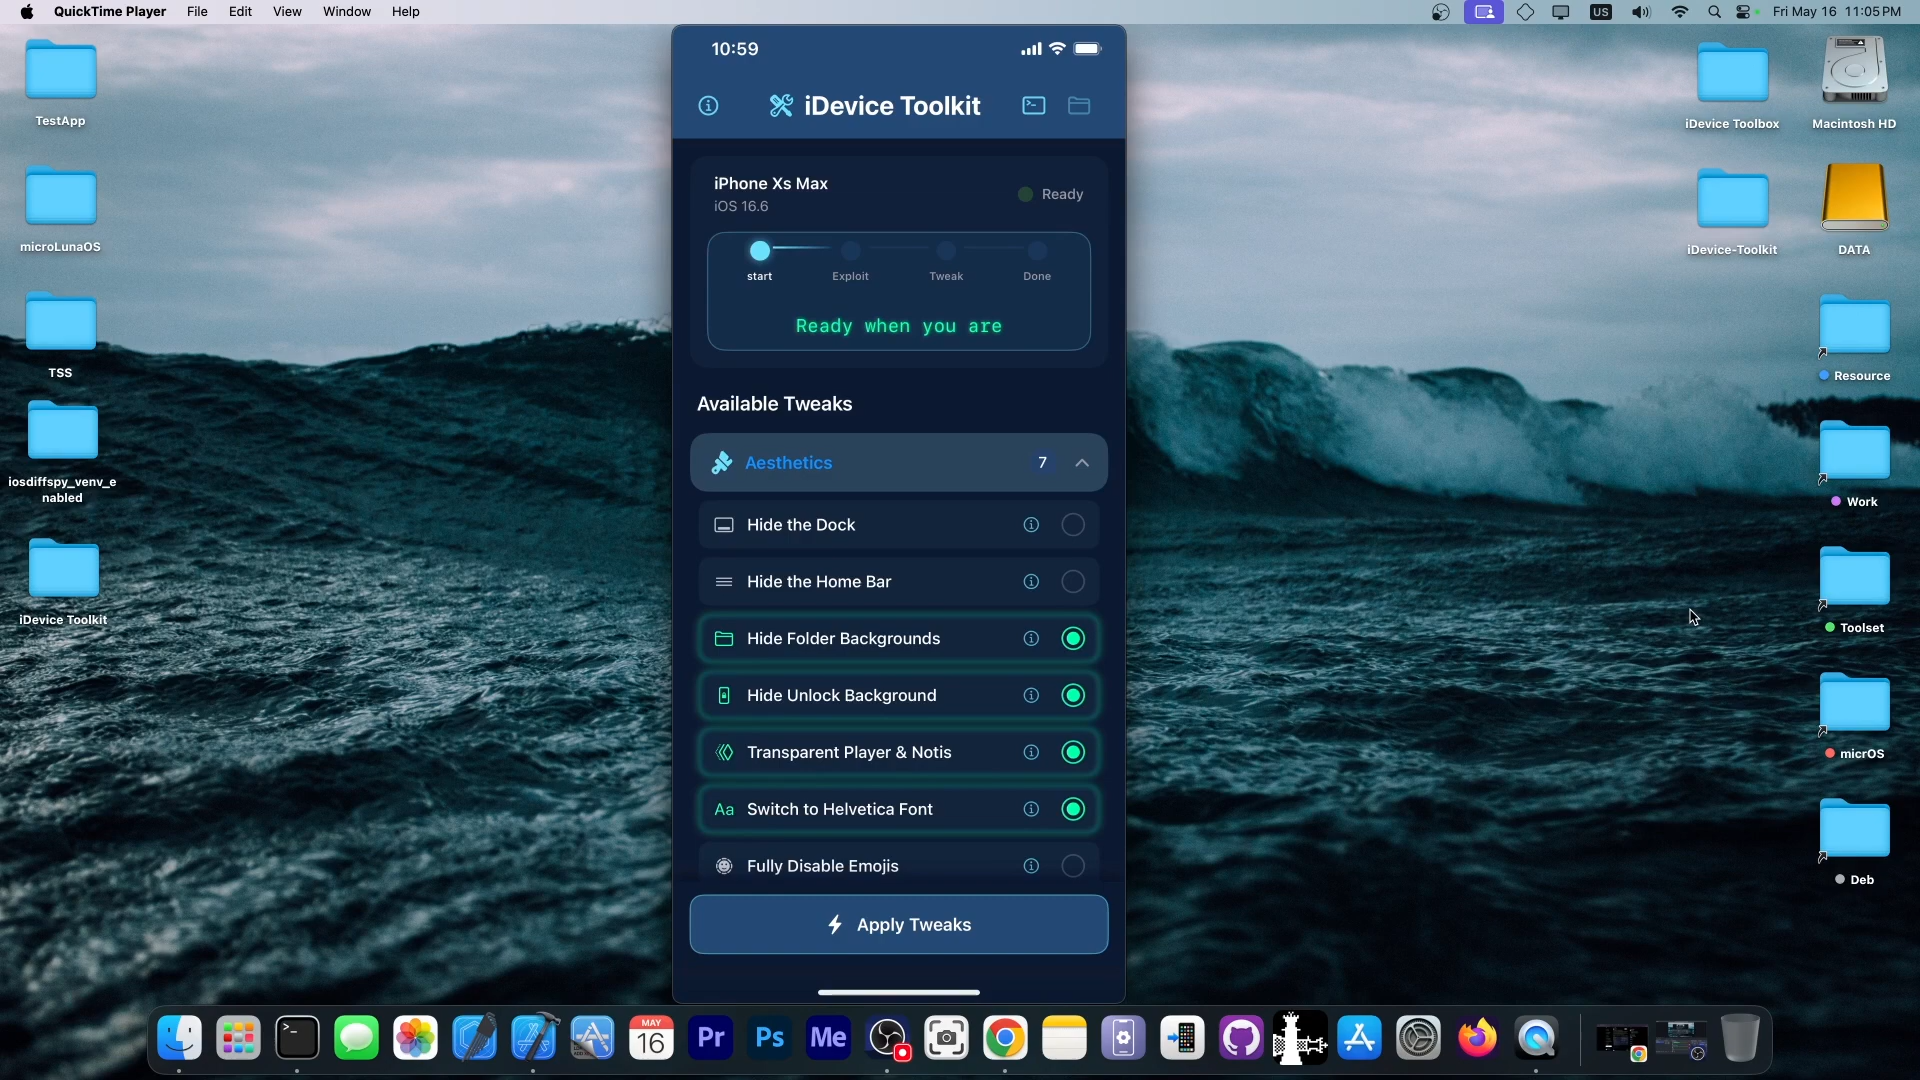 QuickTime Player File Edit View Window Help
US Fri May 16 11:05 PM
TestApp
microLunaOS
TSS
iosdiffspy_venv_e
nabled
iDevice Toolkit
10:59
iDevice Toolkit
iPhone Xs Max
iOS 16.6
Ready
start Exploit Tweak Done
Ready when you are
Available Tweaks
Aesthetics 7
Hide the Dock
Hide the Home Bar
Hide Folder Backgrounds
Hide Unlock Background
Transparent Player & Notis
Aa Switch to Helvetica Font
Fully Disable Emojis
Apply Tweaks
iDevice Toolbox
Macintosh HD
iDevice-Toolkit
DATA
Resource
Work
Toolset
micrOS
Deb
>_
MAY
16
Pr
Ps
Me